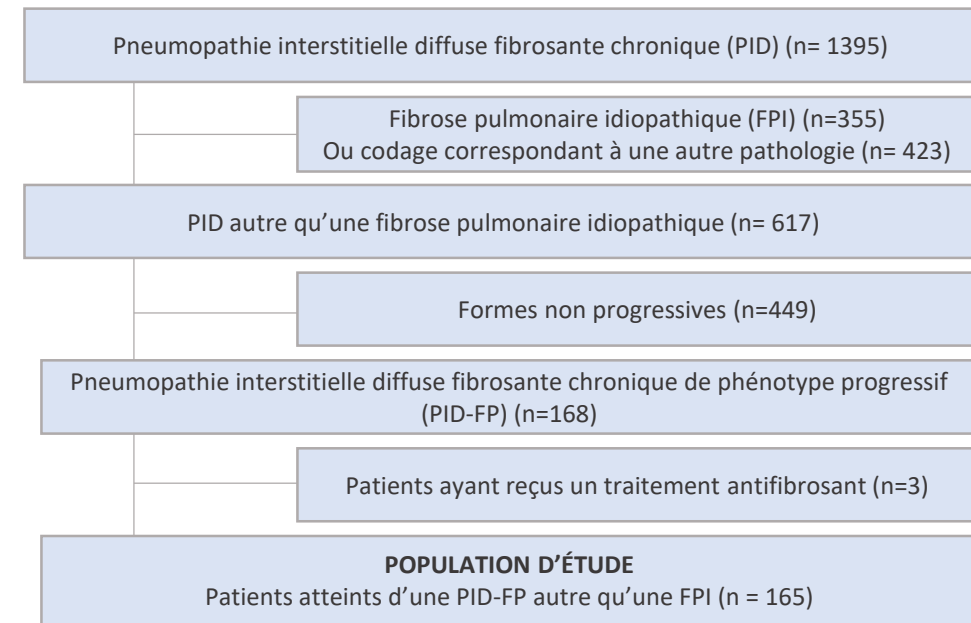 Pneumopathie interstitielle diffuse fibrosante chronique (PID) (n= 1395)
Fibrose pulmonaire idiopathique (FPI) (n=355)
Ou codage correspondant à une autre pathologie (n= 423)
PID autre qu’une fibrose pulmonaire idiopathique (n= 617)
Formes non progressives (n=449)
Pneumopathie interstitielle diffuse fibrosante chronique de phénotype progressif
(PID-FP) (n=168)
Patients ayant reçus un traitement antifibrosant (n=3)
POPULATION D’ÉTUDE
Patients atteints d’une PID-FP autre qu’une FPI (n = 165)